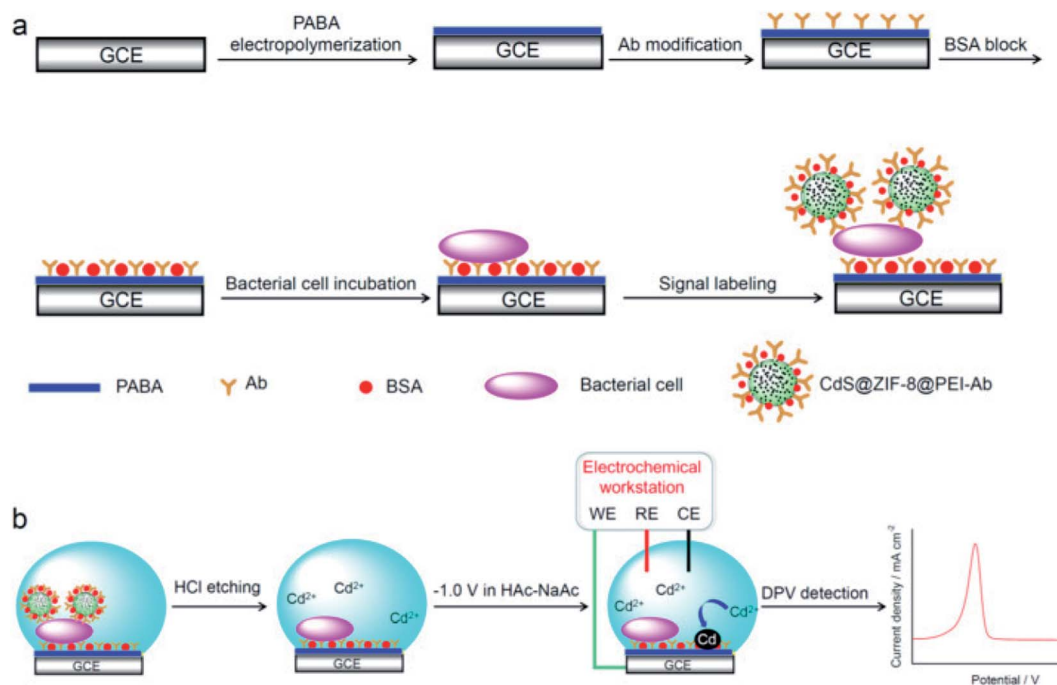 a
GCE
PABA
electropolymerization
GCE
Ab modification
GCE
BSA block
GCE
Bacterial cell incubation
GCE
Signal labeling
GCE
PABA
Ab
BSA
Bacterial cell
CdS@ZIF-8@PEI-Ab
b
GCE
HCl etching
Cd²⁺
Cd²⁺
Cd²⁺
GCE
-1.0 V in HAc-NaAc
Electrochemical
workstation
WE RE CE
Cd²⁺
Cd²⁺
Cd²⁺
Cd
GCE
DPV detection
Current density / mA cm⁻²
Potential / V